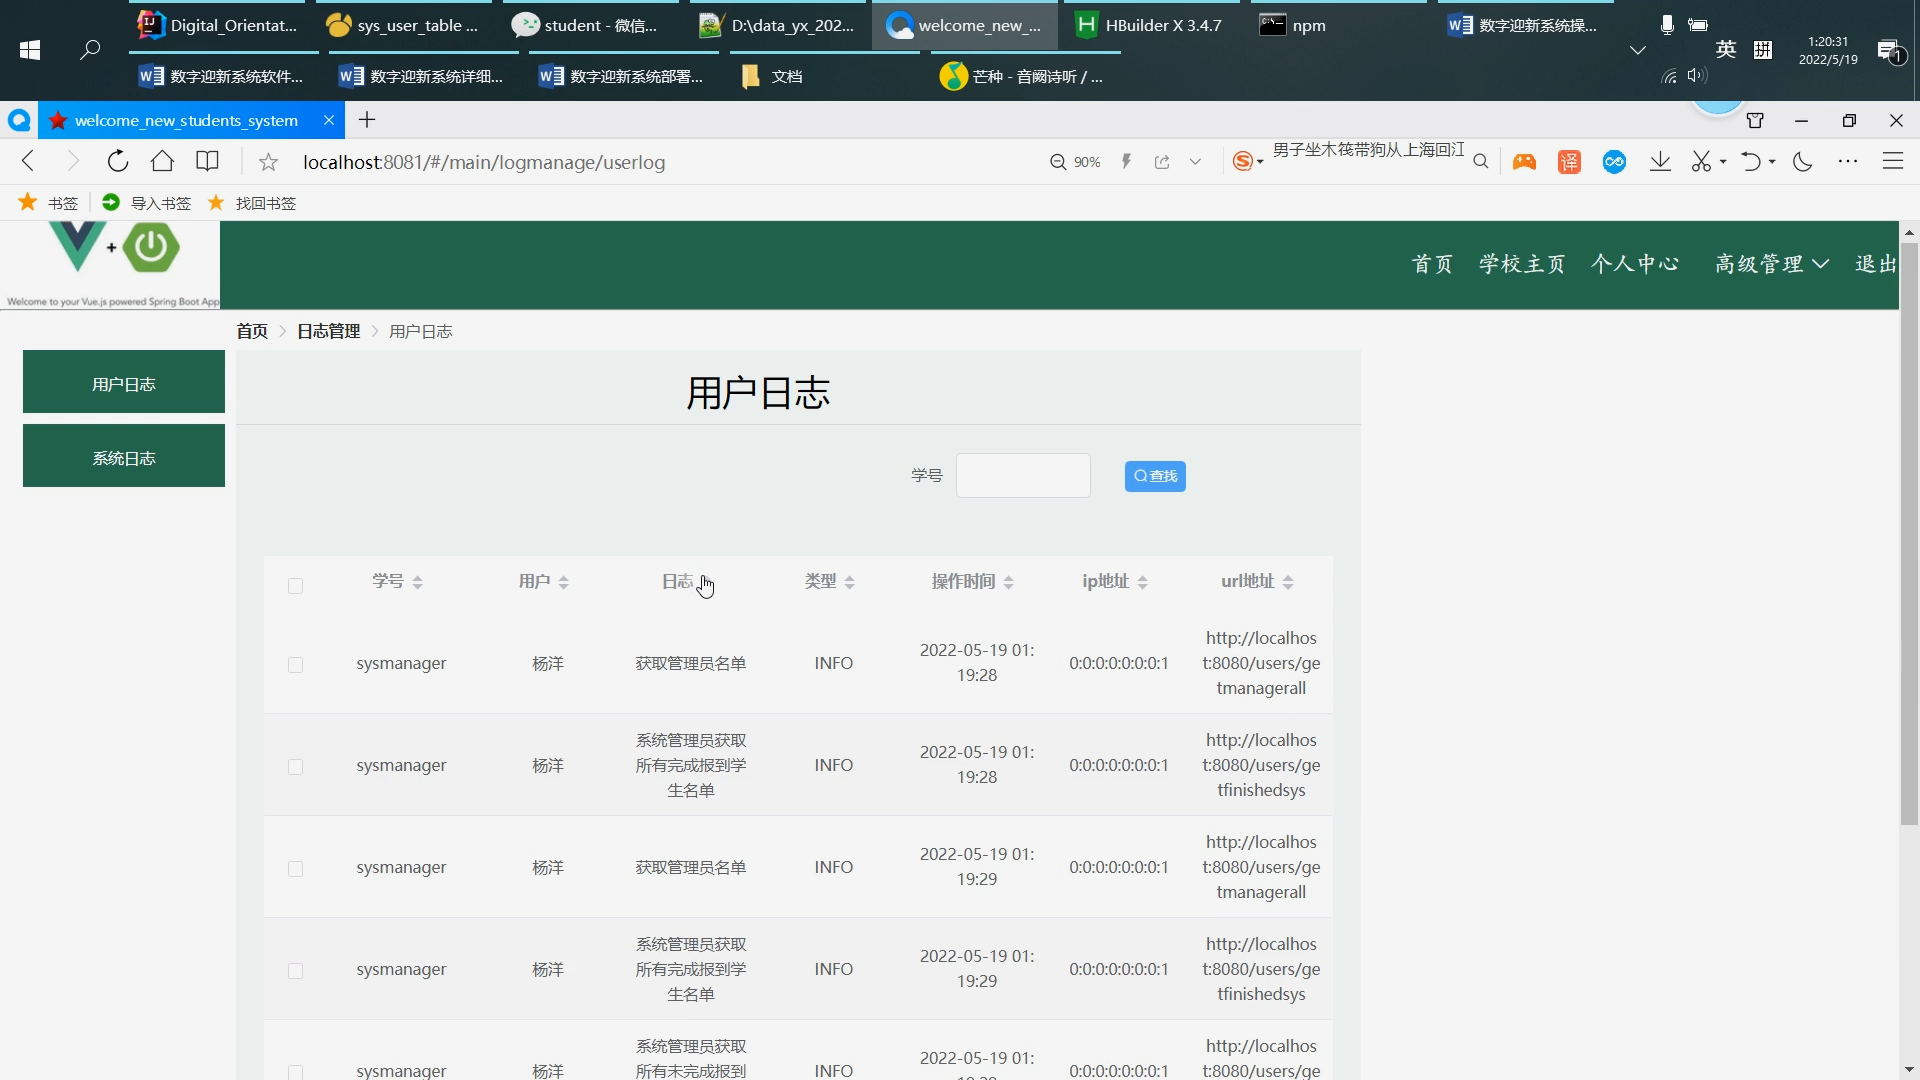 Digital_Orientat...
sys_user_table ...
student - 微信...
D:\data_yx_202...
welcome_new_...
HBuilder X 3.4.7
npm
数字迎新系统操...
数字迎新系统软件...
数字迎新系统详细...
数字迎新系统部署...
文档
芒种 - 音阙诗听 / ...
英
拼
1:20:31
2022/5/19
1
welcome_new_students_system
localhost:8081/#/main/logmanage/userlog
90%
男子坐木筏带狗从上海回江
译
书签
导入书签
找回书签
+
Welcome to your Vue.js powered Spring Boot App
首页 学校主页 个人中心 高级管理 退出
首页 > 日志管理 > 用户日志
用户日志
系统日志
用户日志
学号
查找
学号 用户 日志 类型 操作时间 ip地址 url地址
sysmanager 杨洋 获取管理员名单 INFO 2022-05-19 01:
19:28
0:0:0:0:0:0:0:1
http://localhos
t:8080/users/ge
tmanagerall
sysmanager 杨洋
系统管理员获取
所有完成报到学
生名单
INFO
2022-05-19 01:
19:28
0:0:0:0:0:0:0:1
http://localhos
t:8080/users/ge
tfinishedsys
sysmanager 杨洋 获取管理员名单 INFO
2022-05-19 01:
19:29
0:0:0:0:0:0:0:1
http://localhos
t:8080/users/ge
tmanagerall
sysmanager 杨洋
系统管理员获取
所有完成报到学
生名单
INFO
2022-05-19 01:
19:29
0:0:0:0:0:0:0:1
http://localhos
t:8080/users/ge
tfinishedsys
sysmanager 杨洋
系统管理员获取
所有未完成报到
INFO
2022-05-19 01:
0:0:0:0:0:0:0:1
http://localhos
t:8080/users/ge